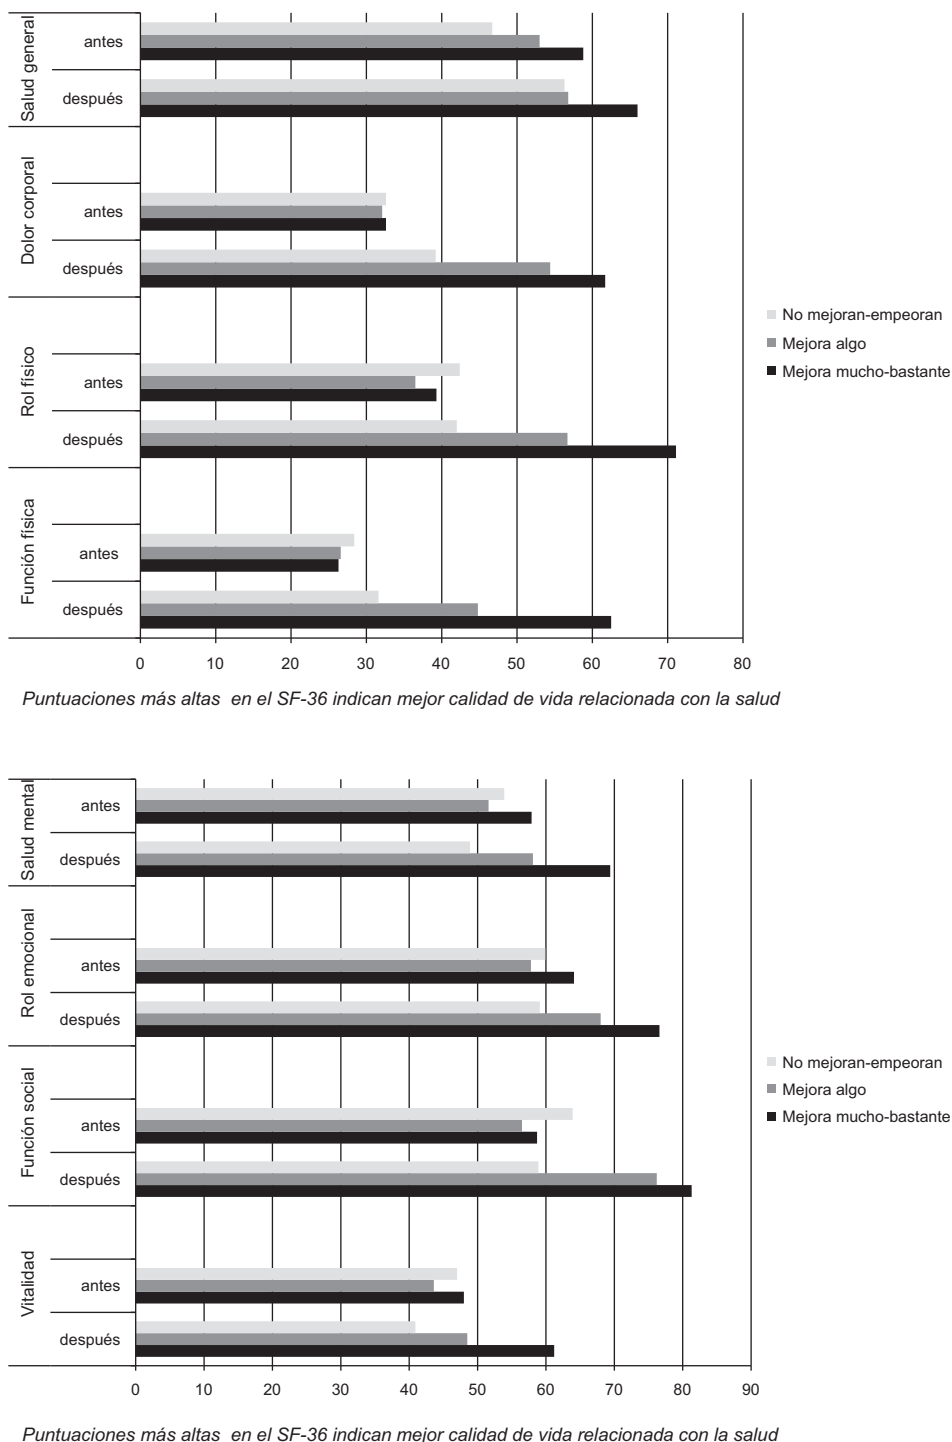 Salud general
antes
después
Dolor corporal
antes
después
Rol físico
antes
después
Función física
antes
después
0 10 20 30 40 50 60 70 80
No mejoran-empeoran
Mejora algo
Mejora mucho-bastante
Puntuaciones más altas en el SF-36 indican mejor calidad de vida relacionada con la salud
Salud mental
antes
después
Rol emocional
antes
después
Función social
antes
después
Vitalidad
antes
después
0 10 20 30 40 50 60 70 80 90
No mejoran-empeoran
Mejora algo
Mejora mucho-bastante
Puntuaciones más altas en el SF-36 indican mejor calidad de vida relacionada con la salud